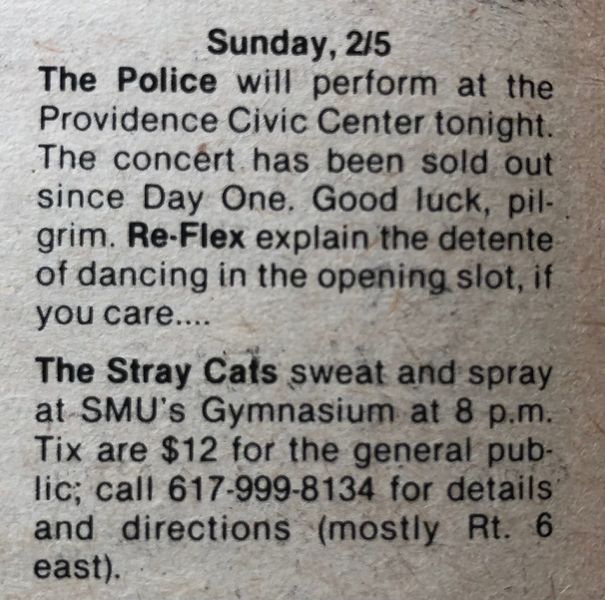 Sunday, 2/5
The Police will perform at the
Providence Civic Center tonight.
The concert has been sold out
since Day One. Good luck, pil-
grim. Re-Flex explain the detente
of dancing in the opening slot, if
you care....
The Stray Cats sweat and spray
at SMU's Gymnasium at 8 p.m.
Tix are $12 for the general pub-
lic; call 617-999-8134 for details
and directions (mostly Rt. 6
east).